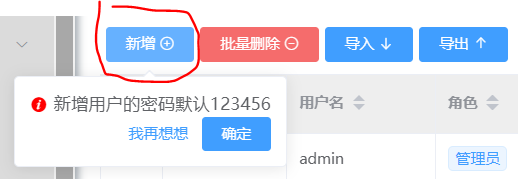 新增 批量删除 导入 导出
新增用户的密码默认123456
我再想想 确定
用户名 角色
admin 管理员